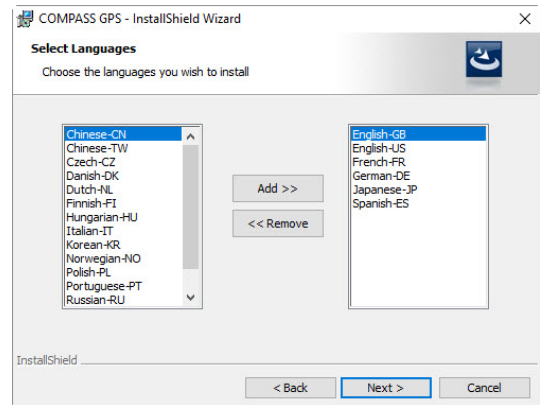 COMPASS GPS - InstallShield Wizard
Select Languages
Choose the languages you wish to install
Chinese-CN
Chinese-TW
Czech-CZ
Danish-DK
Dutch-NL
Finnish-FI
Hungarian-HU
Italian-IT
Korean-KR
Norwegian-NO
Polish-PL
Portuguese-PT
Russian-RU
Add >>
<< Remove
English-GB
English-US
French-FR
German-DE
Japanese-JP
Spanish-ES
InstallShield
< Back
Next >
Cancel